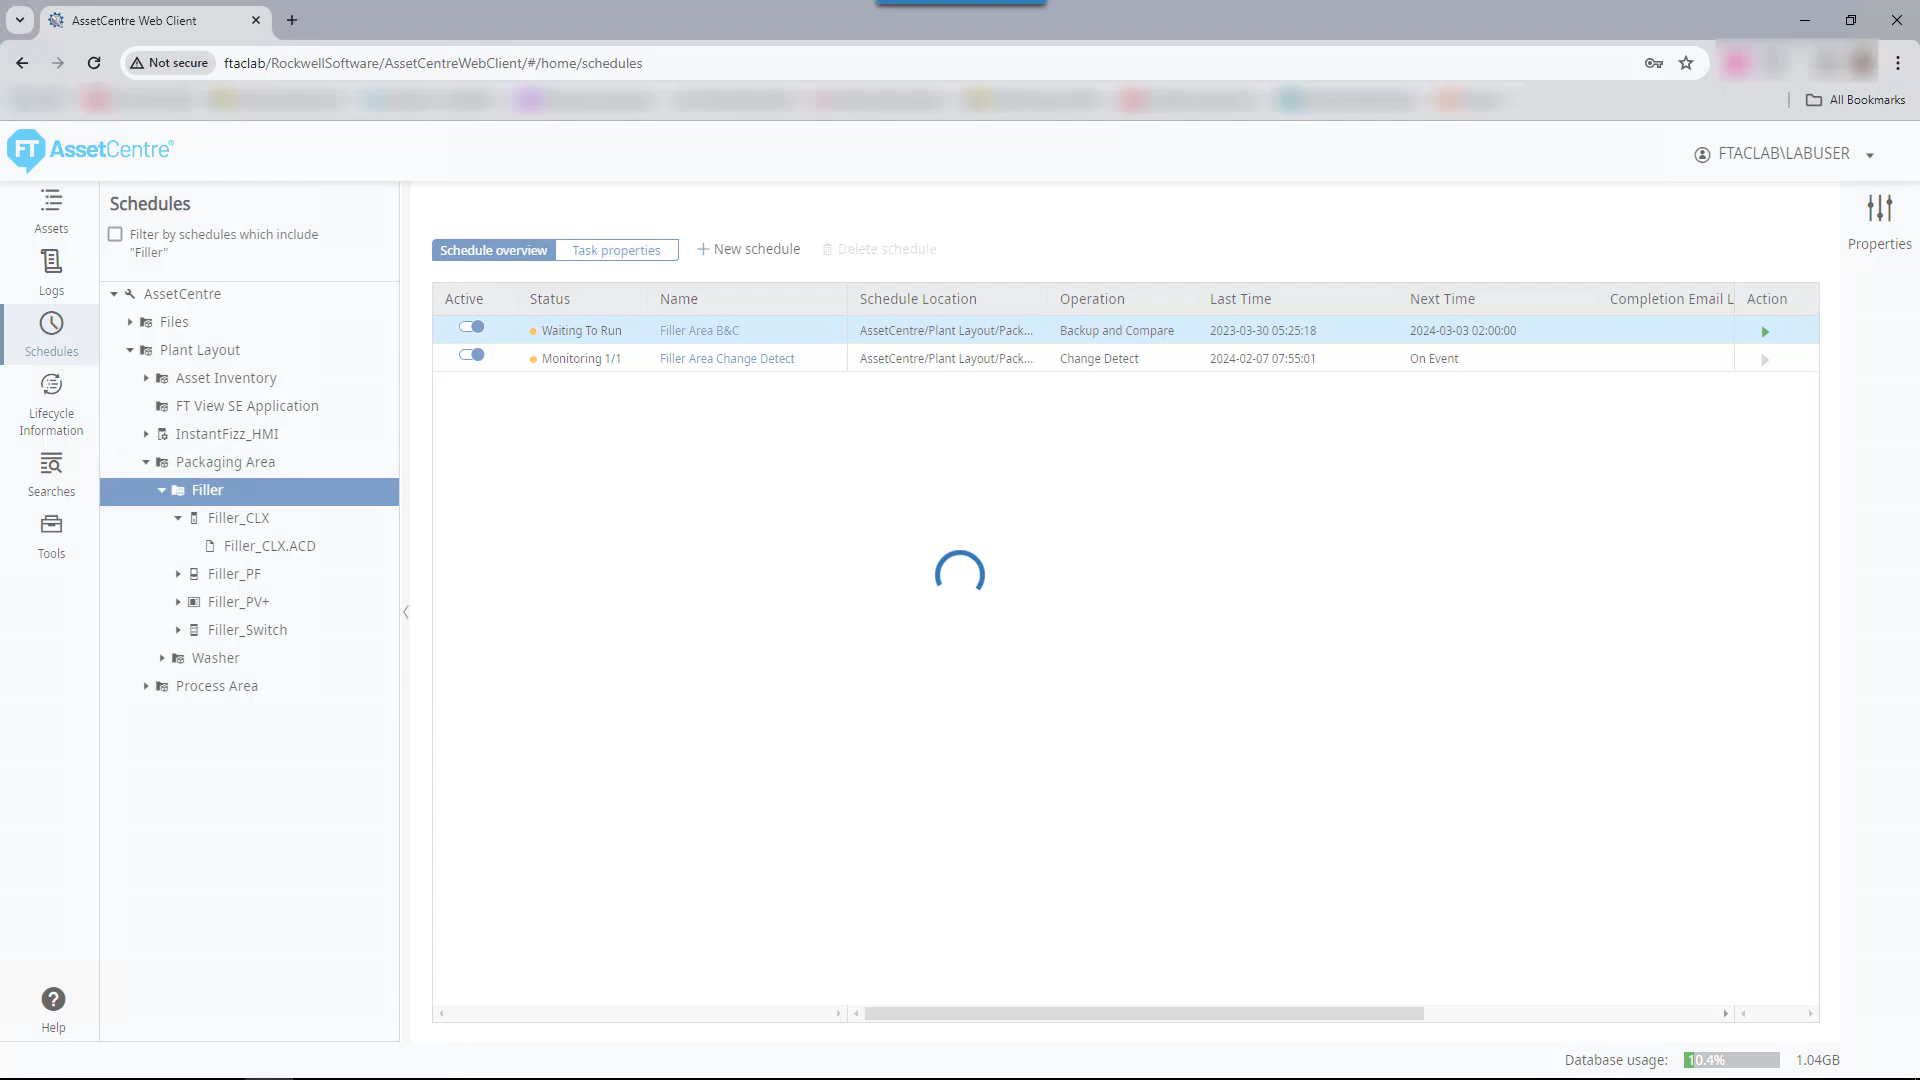 AssetCentre Web Client
Not secure
ftaclab/RockwellSoftware/AssetCentreWebClient/#/home/schedules
All Bookmarks
FT AssetCentre®
FTACLAB\LABUSER
Assets
Logs
Schedules
Lifecycle
Information
Searches
Tools
Help
Schedules
Filter by schedules which include
"Filler"
AssetCentre
Files
Plant Layout
Asset Inventory
FT View SE Application
InstantFizz_HMI
Packaging Area
Filler
Filler_CLX
Filler_CLX.ACD
Filler_PF
Filler_PV+
Filler_Switch
Washer
Process Area
Schedule overview Task properties + New schedule Delete schedule
Active Status Name Schedule Location Operation Last Time Next Time Completion Email L Action
Waiting To Run Filler Area B&C AssetCentre/Plant Layout/Pack... Backup and Compare 2023-03-30 05:25:18 2024-03-03 02:00:00
Monitoring 1/1 Filler Area Change Detect AssetCentre/Plant Layout/Pack... Change Detect 2024-02-07 07:55:01 On Event
Properties
Database usage: 10.4% 1.04GB